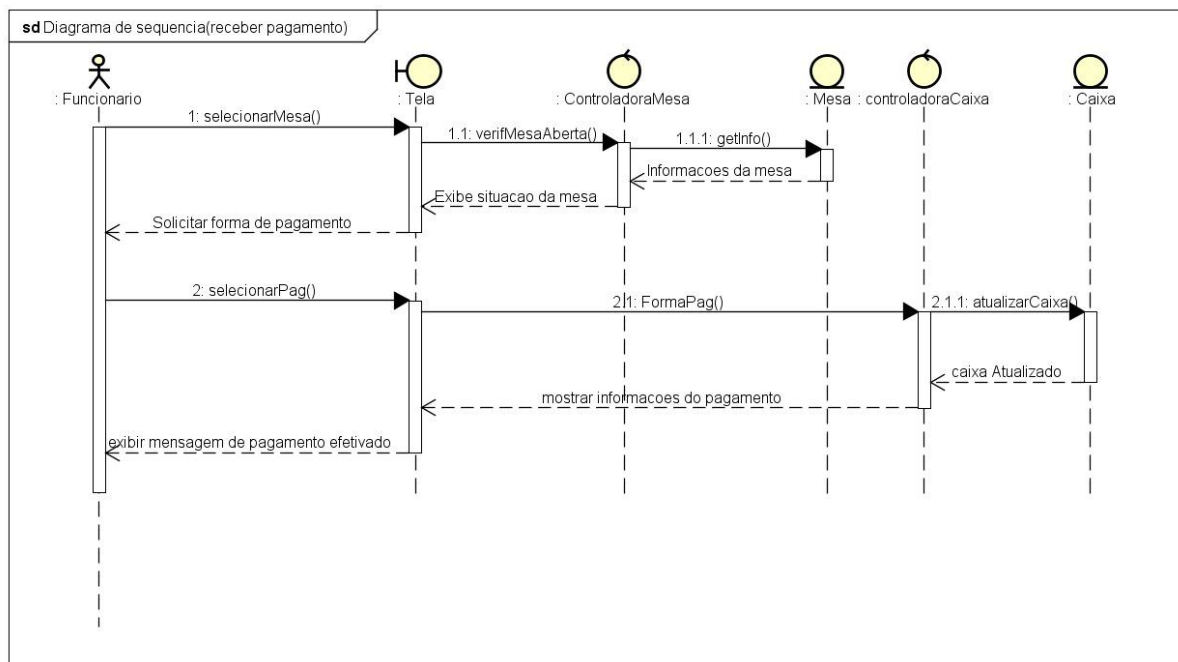 sd Diagrama de sequencia(receber pagamento)
: Funcionario
: Tela
: ControladoraMesa
: Mesa
: controladoraCaixa
: Caixa
1: selecionarMesa()
1.1: verifMesaAberta()
1.1.1: getInfo()
Informacoes da mesa
Exibe situacao da mesa
Solicitar forma de pagamento
2: selecionarPag()
2.1: FormaPag()
2.1.1: atualizarCaixa()
caixa Atualizado
mostrar informacoes do pagamento
exibir mensagem de pagamento efetivado